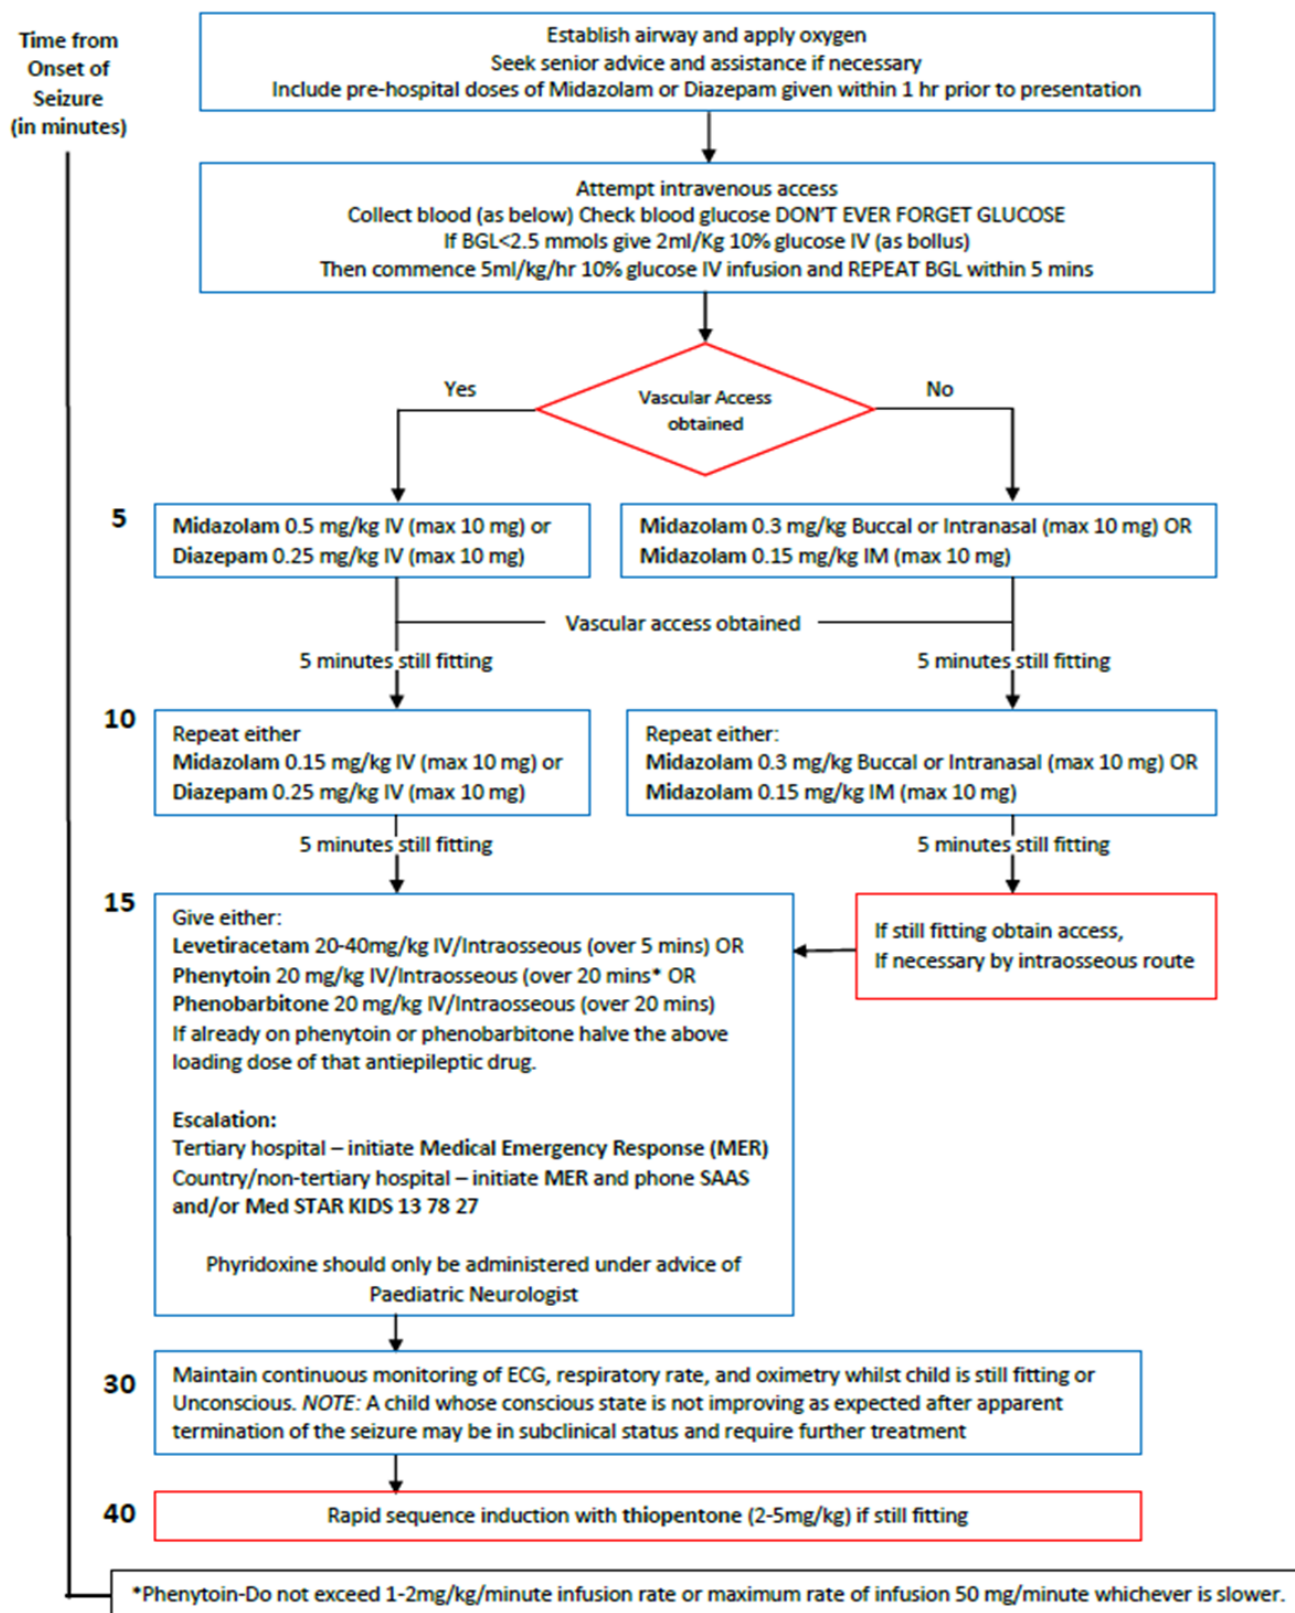 Time from
Onset of
Seizure
(in minutes)
Establish airway and apply oxygen
Seek senior advice and assistance if necessary
Include pre-hospital doses of Midazolam or Diazepam given within 1 hr prior to presentation
Attempt intravenous access
Collect blood (as below) Check blood glucose DON'T EVER FORGET GLUCOSE
If BGL<2.5 mmols give 2ml/Kg 10% glucose IV (as bollus)
Then commence 5ml/kg/hr 10% glucose IV infusion and REPEAT BGL within 5 mins
Vascular Access
obtained
Yes
No
5
Midazolam 0.5 mg/kg IV (max 10 mg) or
Diazepam 0.25 mg/kg IV (max 10 mg)
Midazolam 0.3 mg/kg Buccal or Intranasal (max 10 mg) OR
Midazolam 0.15 mg/kg IM (max 10 mg)
Vascular access obtained
5 minutes still fitting
5 minutes still fitting
10
Repeat either
Midazolam 0.15 mg/kg IV (max 10 mg) or
Diazepam 0.25 mg/kg IV (max 10 mg)
Repeat either:
Midazolam 0.3 mg/kg Buccal or Intranasal (max 10 mg) OR
Midazolam 0.15 mg/kg IM (max 10 mg)
5 minutes still fitting
5 minutes still fitting
15
Give either:
Levetiracetam 20-40mg/kg IV/Intraosseous (over 5 mins) OR
Phenytoin 20 mg/kg IV/Intraosseous (over 20 mins* OR
Phenobarbitone 20 mg/kg IV/Intraosseous (over 20 mins)
If already on phenytoin or phenobarbitone halve the above
loading dose of that antiepileptic drug.
Escalation:
Tertiary hospital – initiate Medical Emergency Response (MER)
Country/non-tertiary hospital – initiate MER and phone SAAS
and/or Med STAR KIDS 13 78 27
Phyridoxine should only be administered under advice of
Paediatric Neurologist
If still fitting obtain access,
If necessary by intraosseous route
30
Maintain continuous monitoring of ECG, respiratory rate, and oximetry whilst child is still fitting or
Unconscious. NOTE: A child whose conscious state is not improving as expected after apparent
termination of the seizure may be in subclinical status and require further treatment
40
Rapid sequence induction with thiopentone (2-5mg/kg) if still fitting
*Phenytoin-Do not exceed 1-2mg/kg/minute infusion rate or maximum rate of infusion 50 mg/minute whichever is slower.